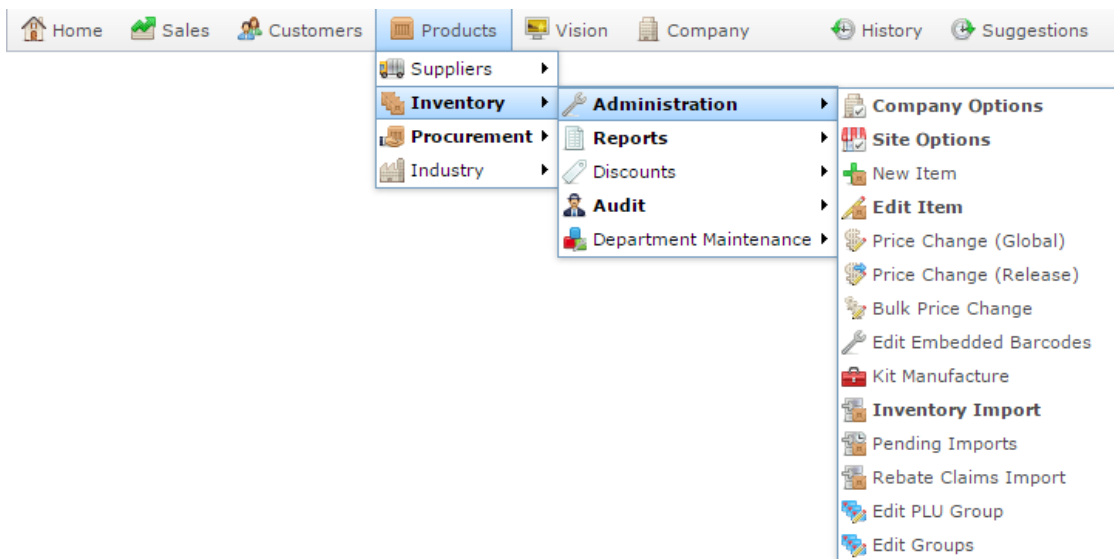 Home Sales Customers Products Vision Company History Suggestions
Suppliers
Inventory
Procurement
Industry
Administration
Reports
Discounts
Audit
Department Maintenance
Company Options
Site Options
New Item
Edit Item
Price Change (Global)
Price Change (Release)
Bulk Price Change
Edit Embedded Barcodes
Kit Manufacture
Inventory Import
Pending Imports
Rebate Claims Import
Edit PLU Group
Edit Groups